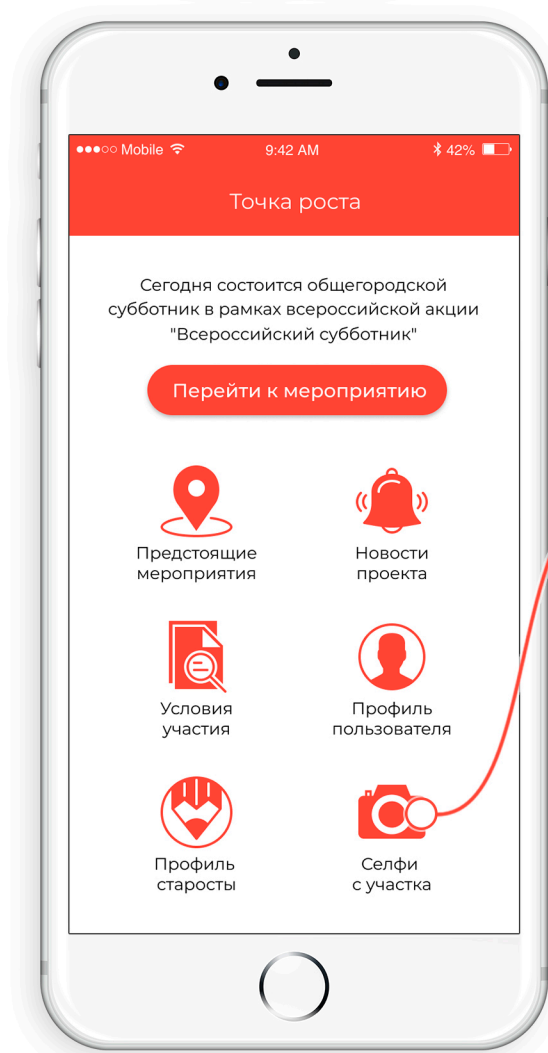 ●●●○○ Mobile 9:42 AM 42%
Точка роста
Сегодня состоится общегородской
субботник в рамках всероссийской акции
"Всероссийский субботник"
Перейти к мероприятию
Предстоящие
мероприятия
Новости
проекта
Условия
участия
Профиль
пользователя
Профиль
старосты
Селфи
с участка